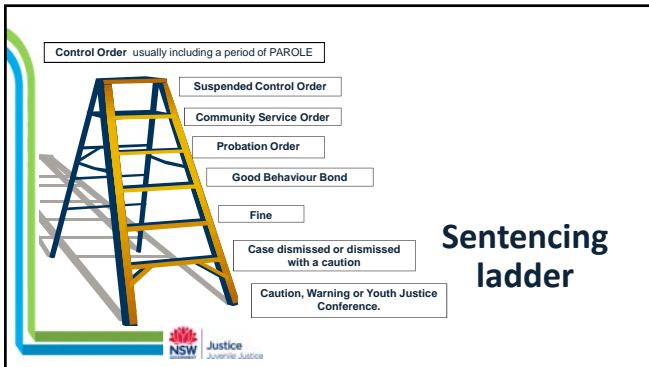 Control Order usually including a period of PAROLE
Suspended Control Order
Community Service Order
Probation Order
Good Behaviour Bond
Fine
Case dismissed or dismissed
with a caution
Caution, Warning or Youth Justice
Conference.
Sentencing
ladder
NSW
GOVERNMENT
Justice
Juvenile Justice